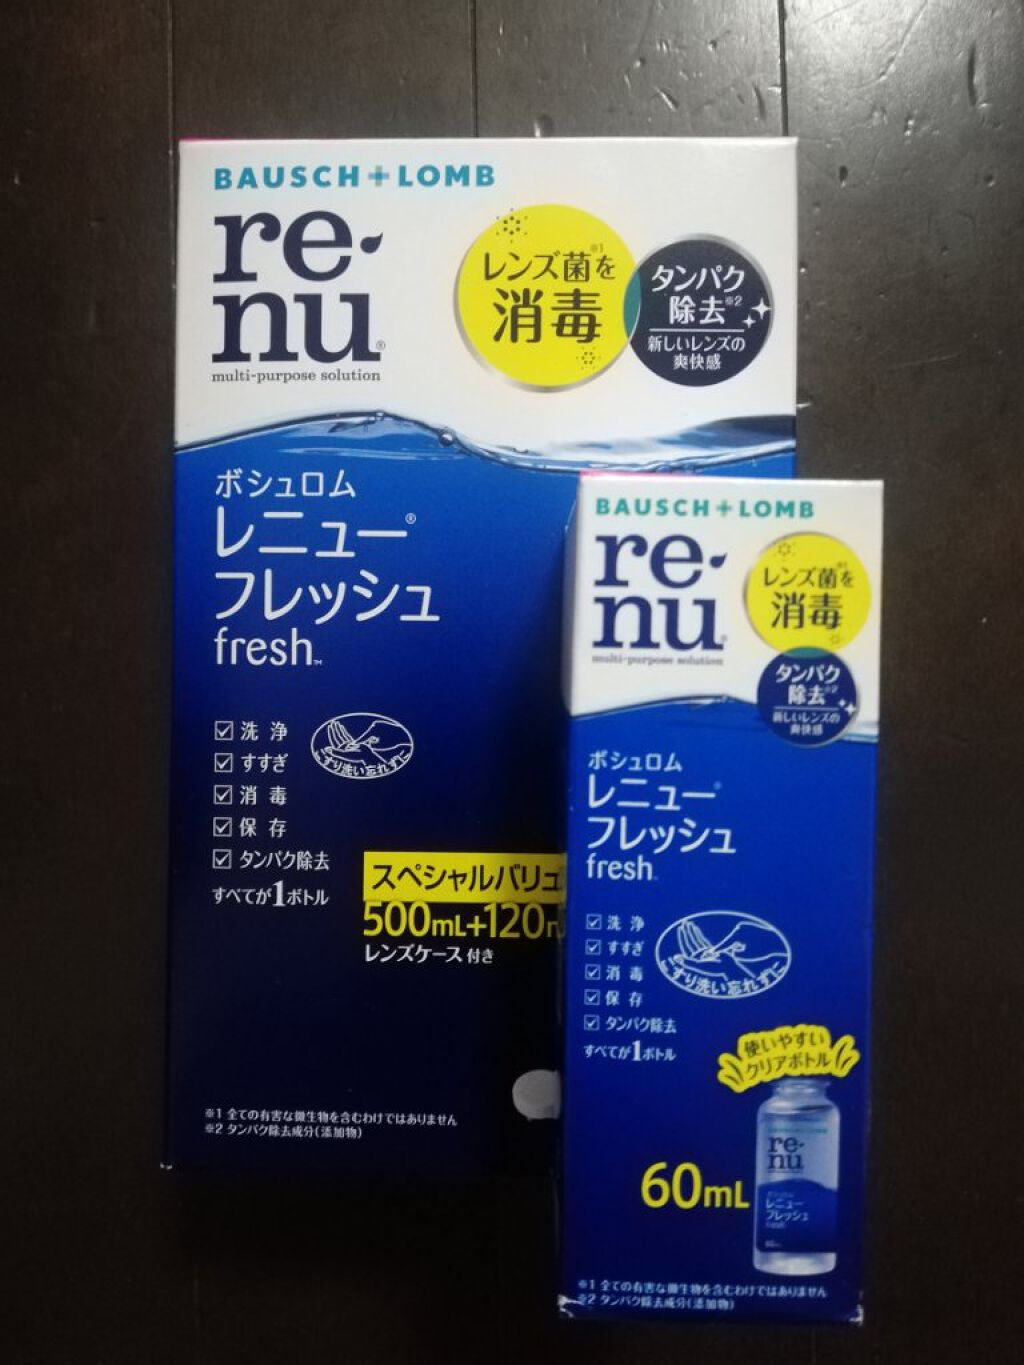 BAUSCH+LOMB
re
nu®
multi-purpose solution
レンズ菌を※1
消毒
タンパク
除去※2
新しいレンズの
爽快感
ボシュロム
レニュー®
フレッシュ
fresh™
洗浄
すすぎ
消毒
保存
タンパク除去
すべてが1ボトル
こすり洗い忘れずに
スペシャルバリュ
500mL+120m
レンズケース付き
※1 全ての有害な微生物を含むわけではありません
※2 タンパク除去成分(添加物)
BAUSCH+LOMB
re
nu
multi-purpose solution
レンズ菌を※1
消毒
タンパク
除去※2
新しいレンズの
爽快感
ボシュロム
レニュー®
フレッシュ
fresh
洗浄
すすぎ
消毒
保存
タンパク除去
すべてが1ボトル
こすり洗い忘れずに
使いやすい
クリアボトル
60mL
re
nu
レニュー
フレッシュ
fresh
※1 全ての有害な微生物を含むわけではありません
※2 タンパク除去成分(添加物)